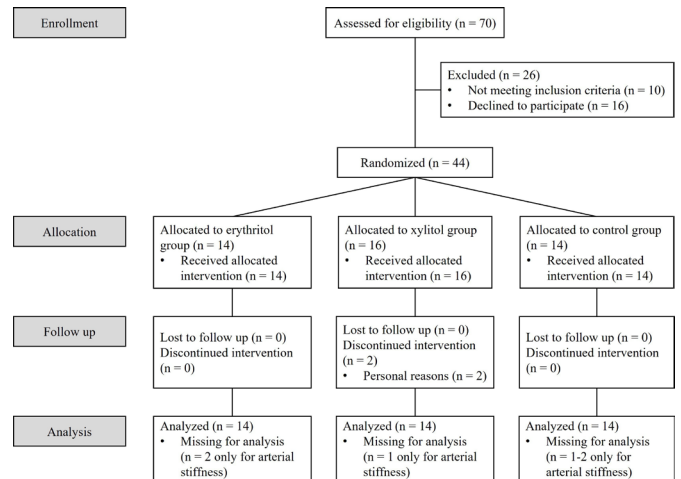 Enrollment
Assessed for eligibility (n = 70)
Excluded (n = 26)
• Not meeting inclusion criteria (n = 10)
• Declined to participate (n = 16)
Randomized (n = 44)
Allocation
Allocated to erythritol
group (n = 14)
• Received allocated
intervention (n = 14)
Allocated to xylitol group
(n = 16)
• Received allocated
intervention (n = 16)
Allocated to control group
(n = 14)
• Received allocated
intervention (n = 14)
Follow up
Lost to follow up (n = 0)
Discontinued intervention
(n = 0)
Lost to follow up (n = 0)
Discontinued intervention
(n = 2)
• Personal reasons (n = 2)
Lost to follow up (n = 0)
Discontinued intervention
(n = 0)
Analysis
Analyzed (n = 14)
• Missing for analysis
(n = 2 only for arterial
stiffness)
Analyzed (n = 14)
• Missing for analysis
(n = 1 only for arterial
stiffness)
Analyzed (n = 14)
• Missing for analysis
(n = 1-2 only for
arterial stiffness)